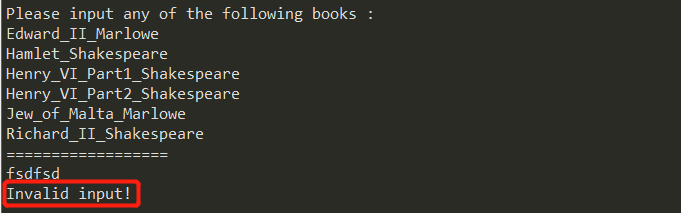 Please input any of the following books :
Edward_II_Marlowe
Hamlet_Shakespeare
Henry_VI_Part1_Shakespeare
Henry_VI_Part2_Shakespeare
Jew_of_Malta_Marlowe
Richard_II_Shakespeare
==================
fsdfsd
Invalid input!